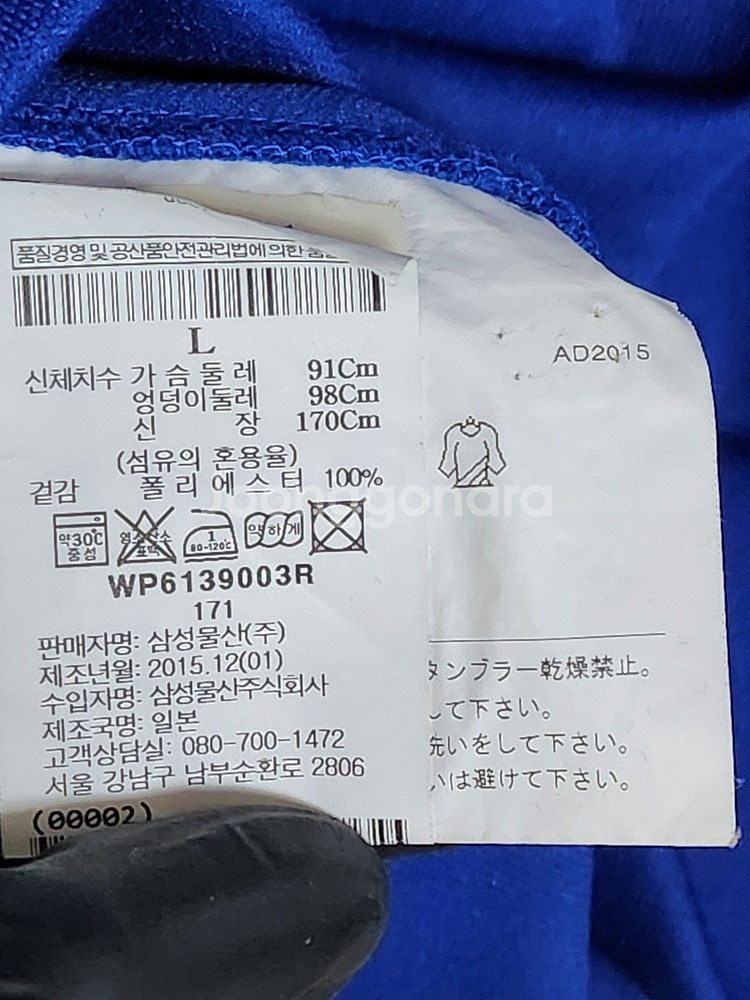 품질경영 및 공산품안전관리법에 의한
L
신체치수 가슴둘레 91Cm
엉덩이둘레 98Cm
신 장 170Cm
(섬유의 혼용율)
겉감 폴리에스터 100%
약30℃
중성
염소산소
표백
1
80-120℃
약하게
WP6139003R
171
판매자명: 삼성물산(주)
제조년월: 2015.12(01)
수입자명: 삼성물산주식회사
제조국명: 일본
고객상담실: 080-700-1472
서울 강남구 남부순환로 2806
(00002)
AD2015
タンブラー乾燥禁止。
して下さい。
洗いをして下さい。
いは避けて下さい。
joongonara